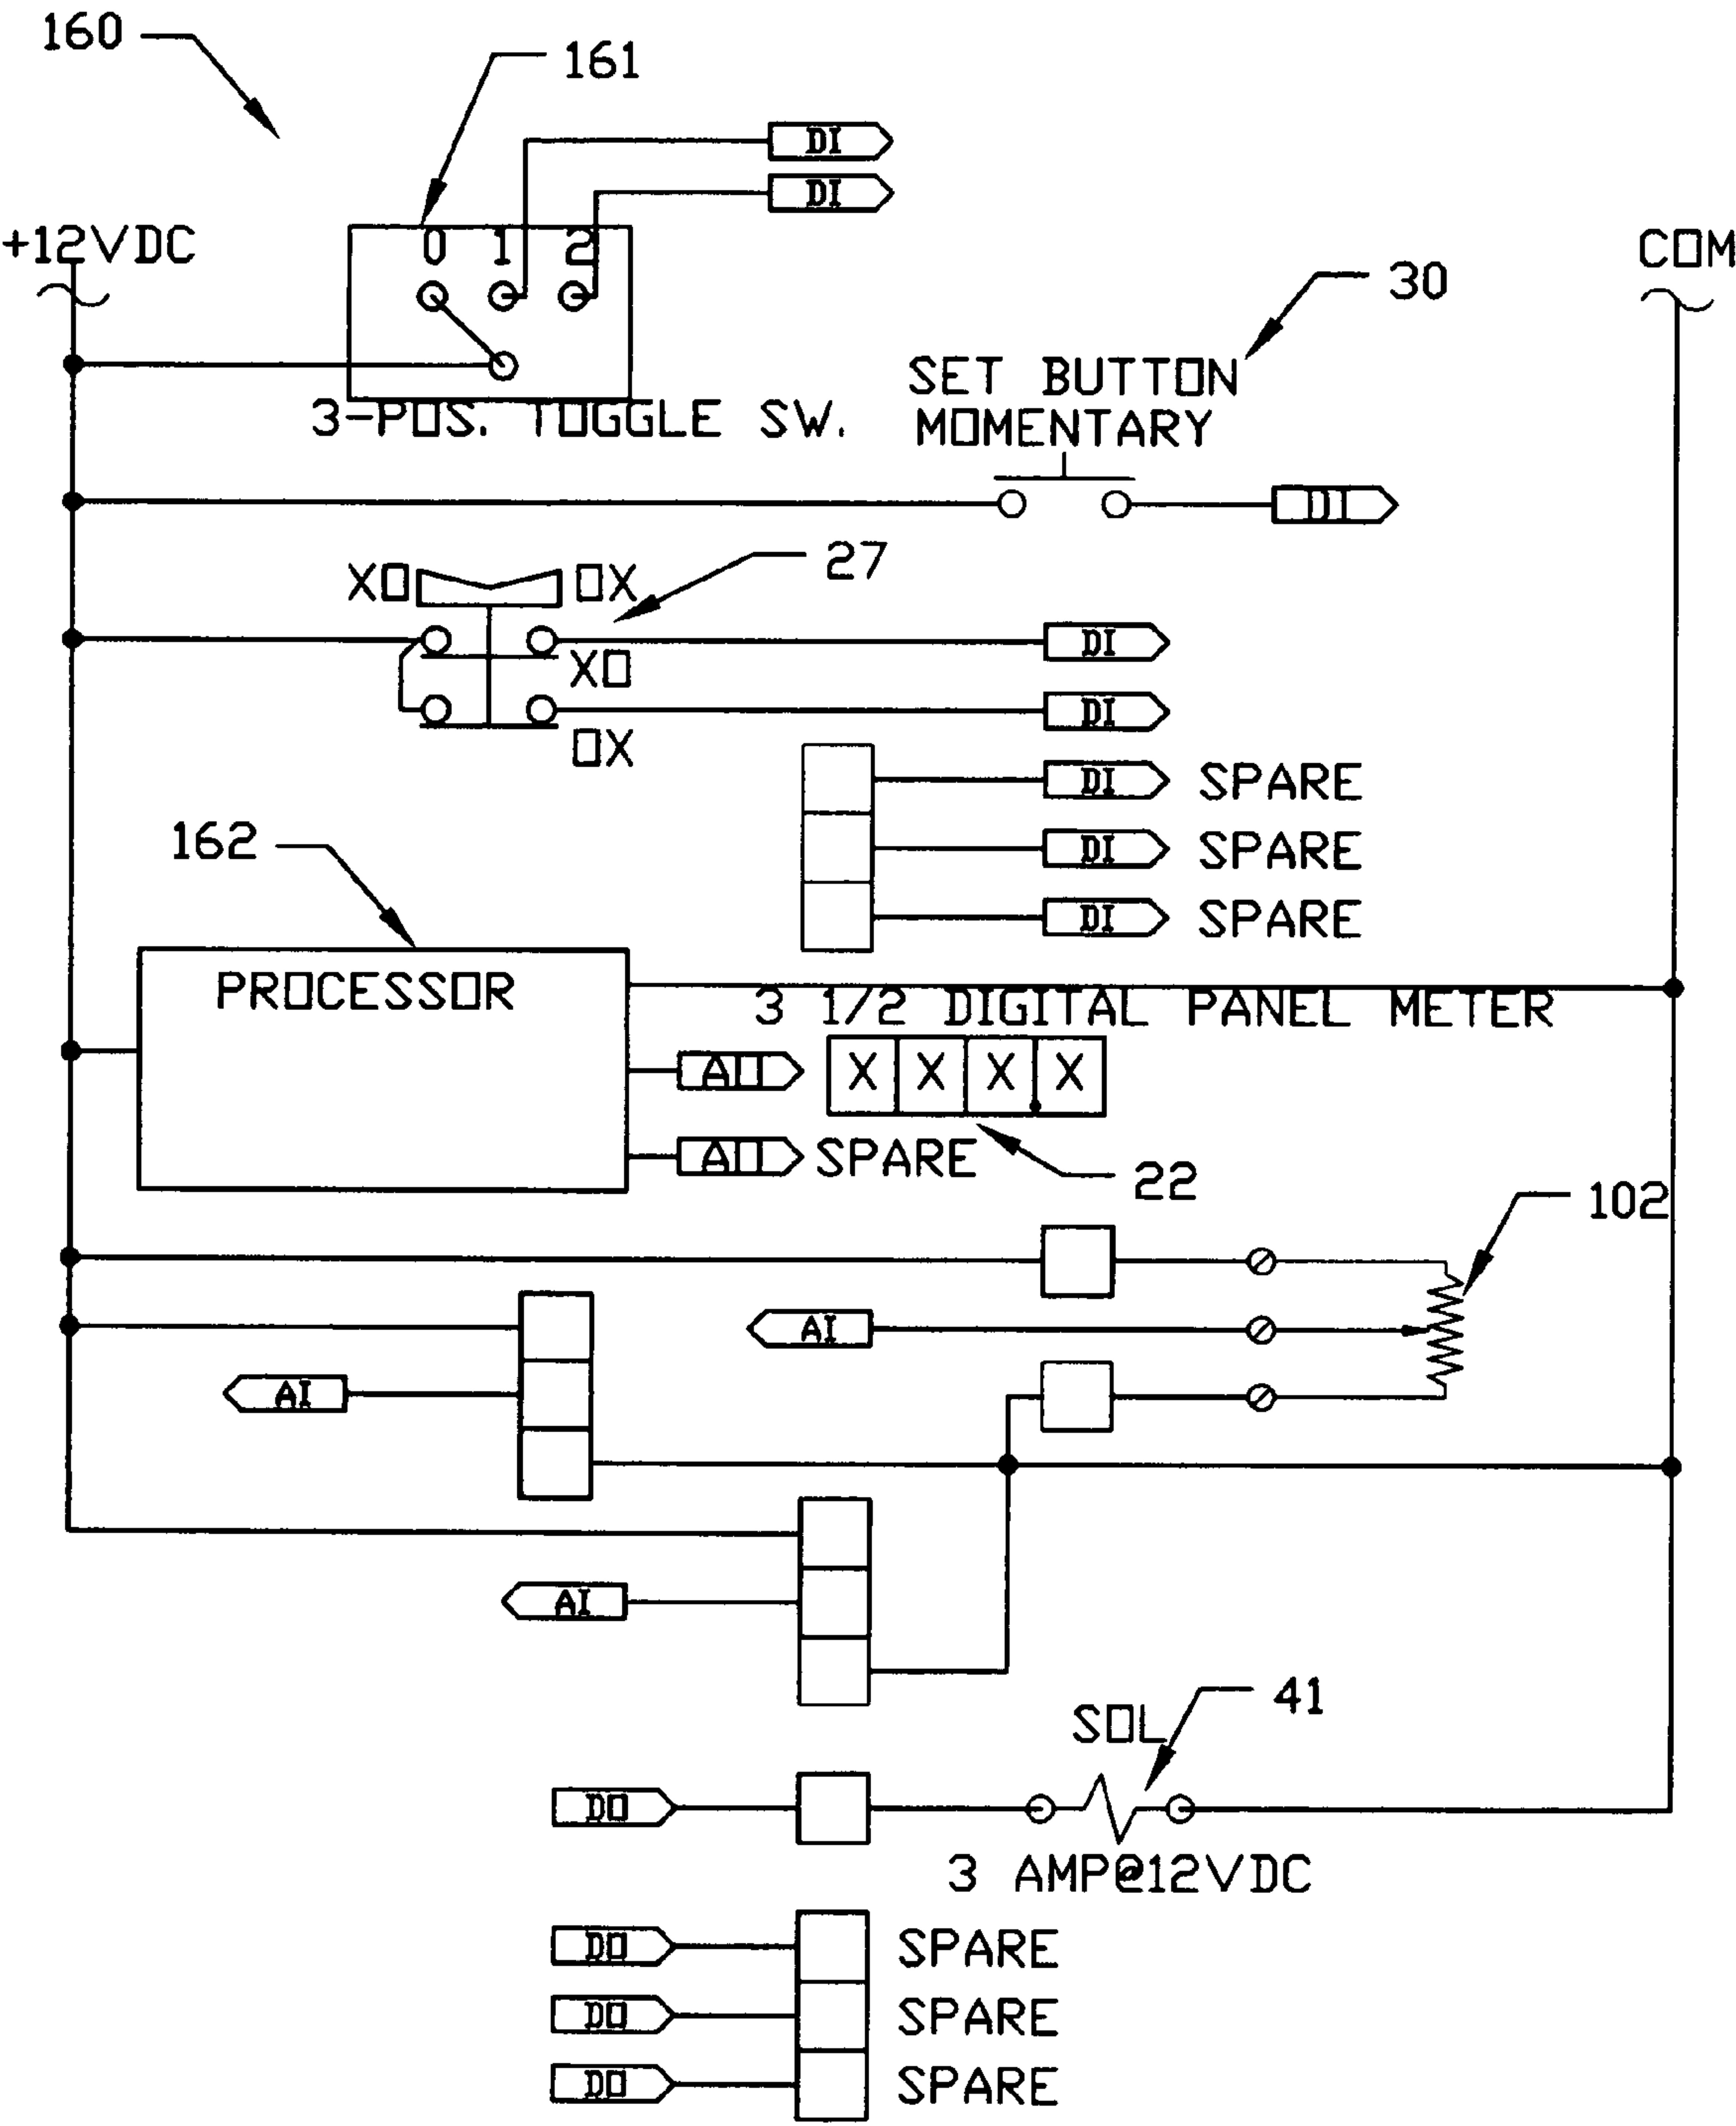 160
161
DI
DI
+12VDC
0 1 2
COM
30
SET BUTTON
MOMENTARY
3-POS. TOGGLE SW.
DI
27
XO OX
DI
XO
DI
OX
DI SPARE
162
DI SPARE
DI SPARE
PROCESSOR
3 1/2 DIGITAL PANEL METER
AO X X X . X
AO SPARE
22
102
AI
AI
AI
41
SOL
DO
3 AMP@12VDC
DO SPARE
DO SPARE
DO SPARE